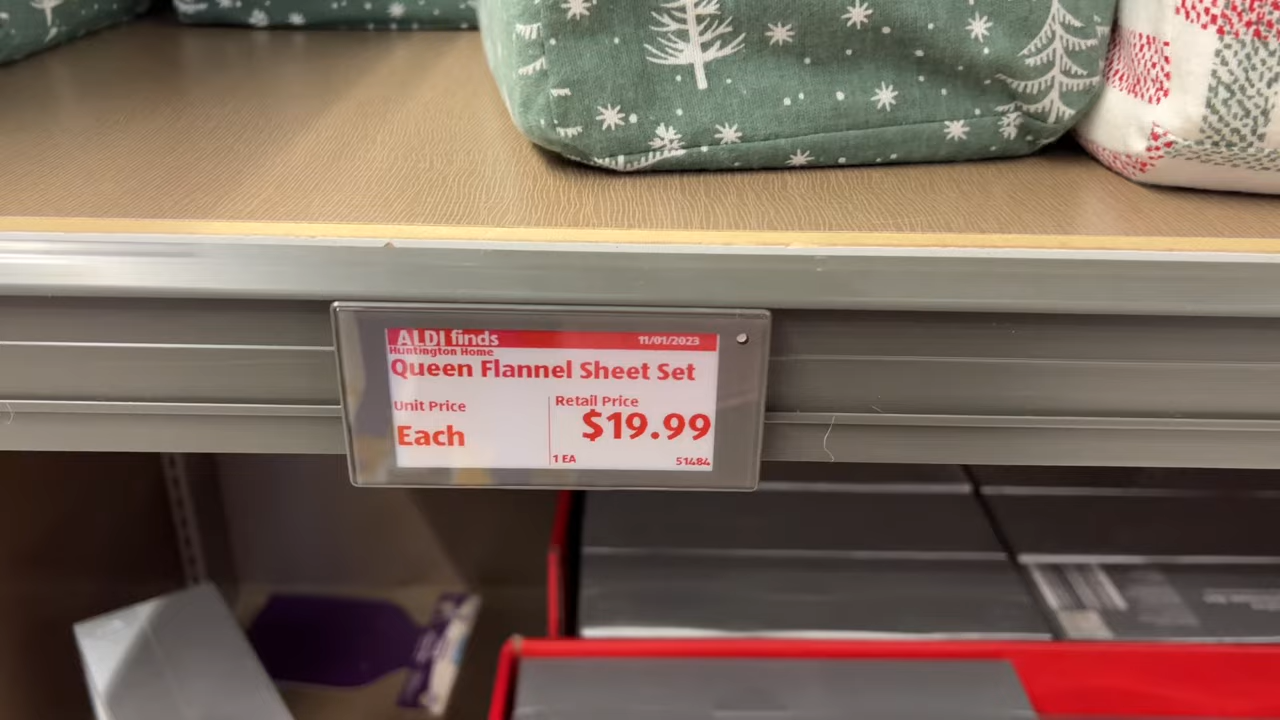 ALDI finds 11/01/2023
Huntington Home
Queen Flannel Sheet Set
Unit Price Retail Price
Each $19.99
1 EA 51484